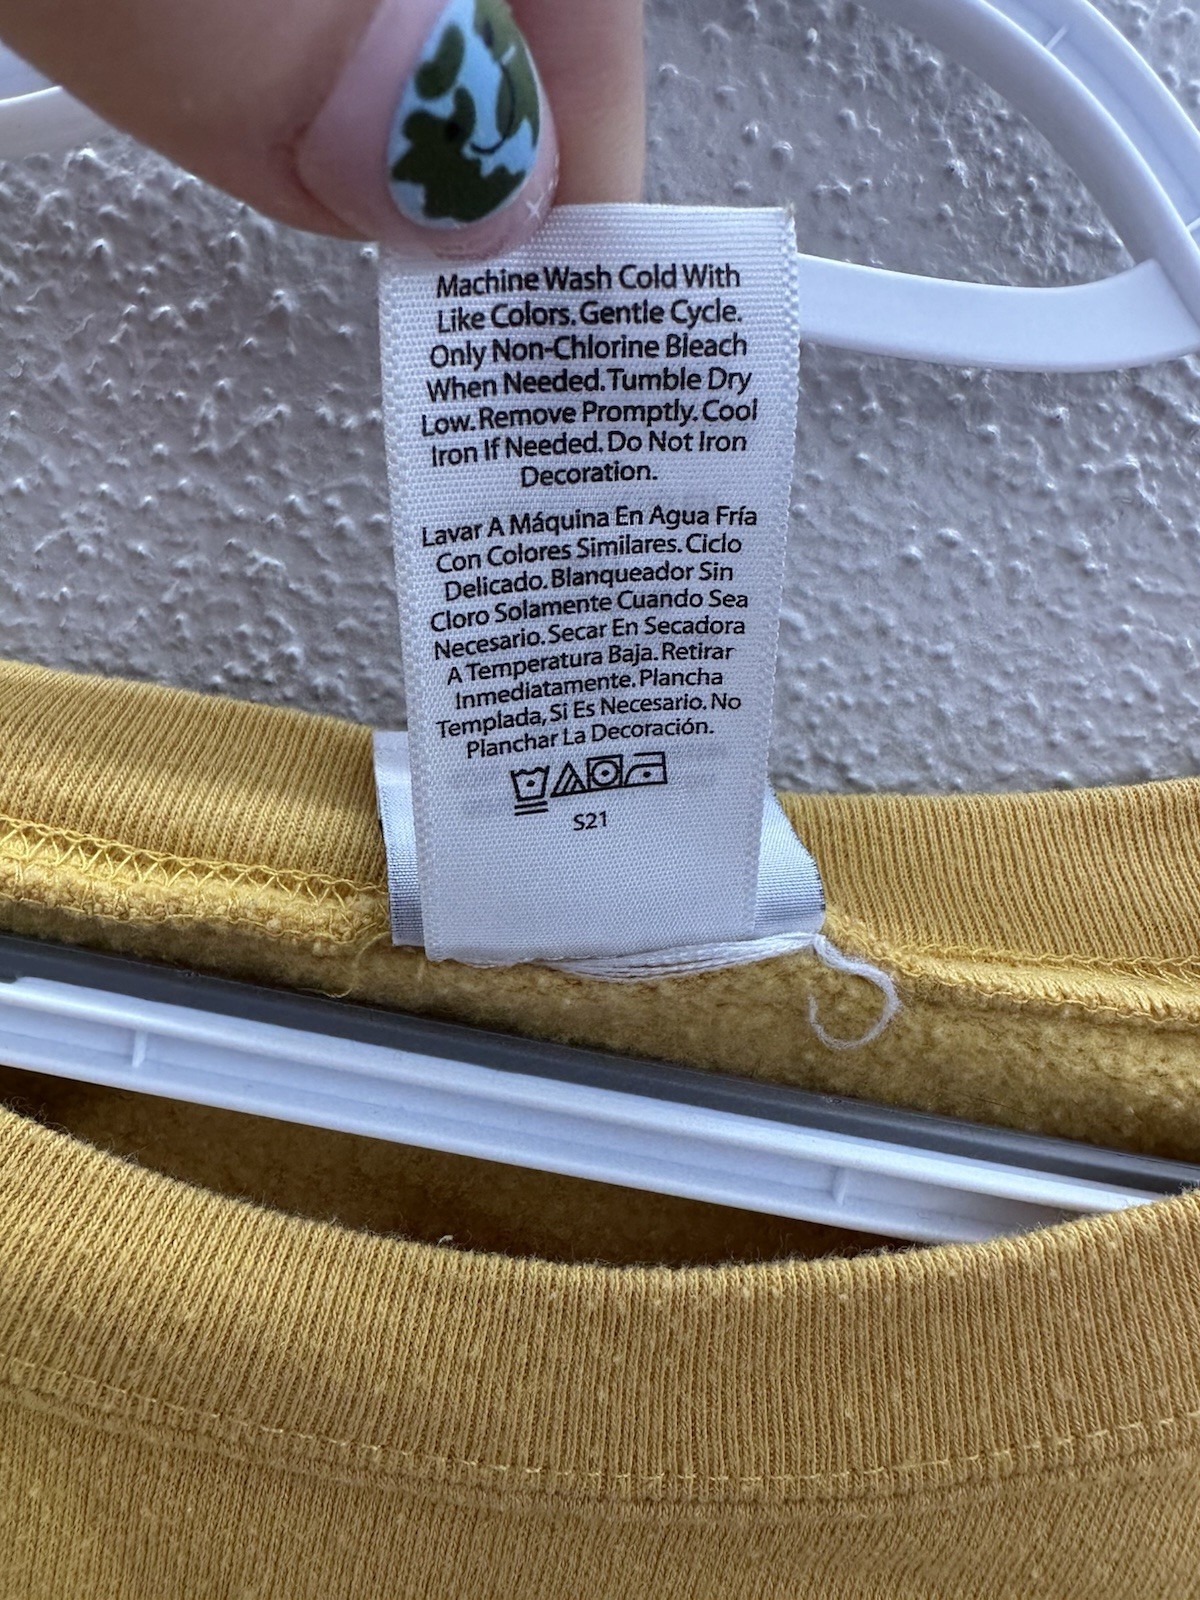 Machine Wash Cold With
Like Colors. Gentle Cycle.
Only Non-Chlorine Bleach
When Needed. Tumble Dry
Low. Remove Promptly. Cool
Iron If Needed. Do Not Iron
Decoration.
Lavar A Máquina En Agua Fría
Con Colores Similares. Ciclo
Delicado. Blanqueador Sin
Cloro Solamente Cuando Sea
Necesario. Secar En Secadora
A Temperatura Baja. Retirar
Inmediatamente. Plancha
Templada, Si Es Necesario. No
Planchar La Decoración.
S21